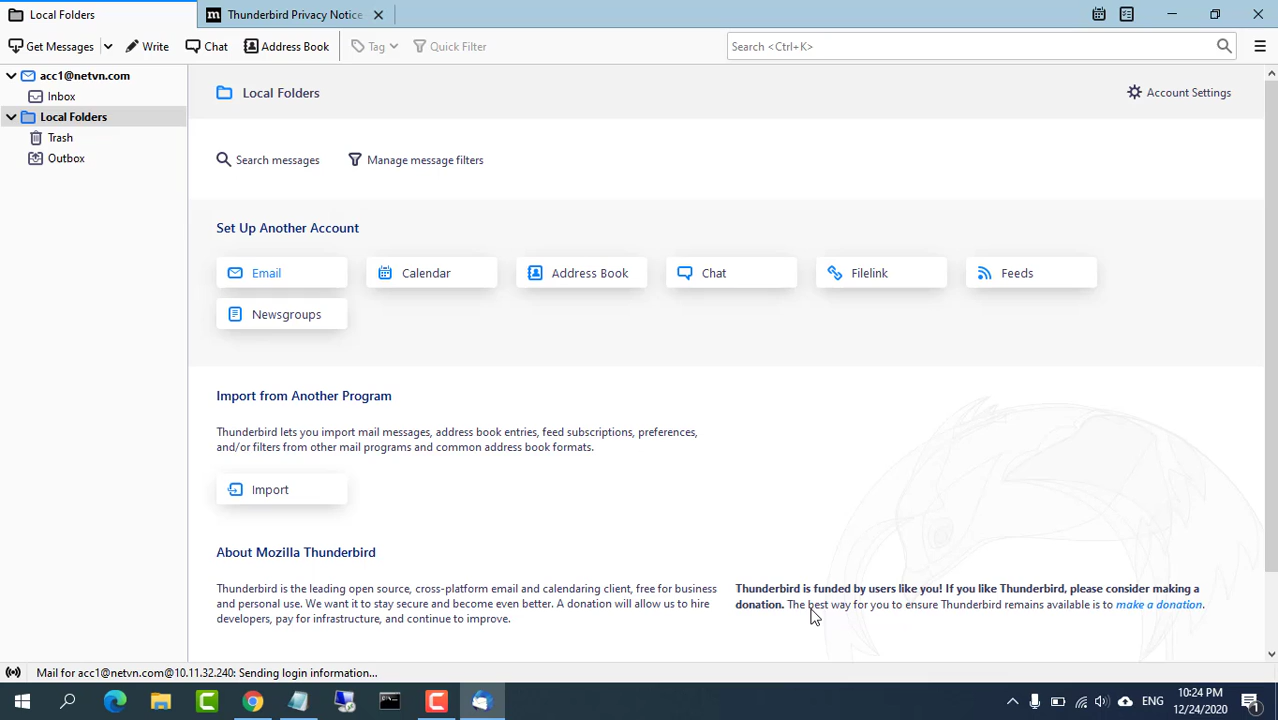 Local Folders
Thunderbird Privacy Notice
Get Messages
Write
Chat
Address Book
Tag
Quick Filter
Search <Ctrl+K>
acc1@netvn.com
Inbox
Local Folders
Trash
Outbox
Local Folders
Account Settings
Search messages
Manage message filters
Set Up Another Account
Email
Calendar
Address Book
Chat
Filelink
Feeds
Newsgroups
Import from Another Program
Thunderbird lets you import mail messages, address book entries, feed subscriptions, preferences,
and/or filters from other mail programs and common address book formats.
Import
About Mozilla Thunderbird
Thunderbird is the leading open source, cross-platform email and calendaring client, free for business
and personal use. We want it to stay secure and become even better. A donation will allow us to hire
developers, pay for infrastructure, and continue to improve.
Thunderbird is funded by users like you! If you like Thunderbird, please consider making a
donation. The best way for you to ensure Thunderbird remains available is to make a donation.
Mail for acc1@netvn.com@10.11.32.240: Sending login information...
ENG
10:24 PM
12/24/2020
1